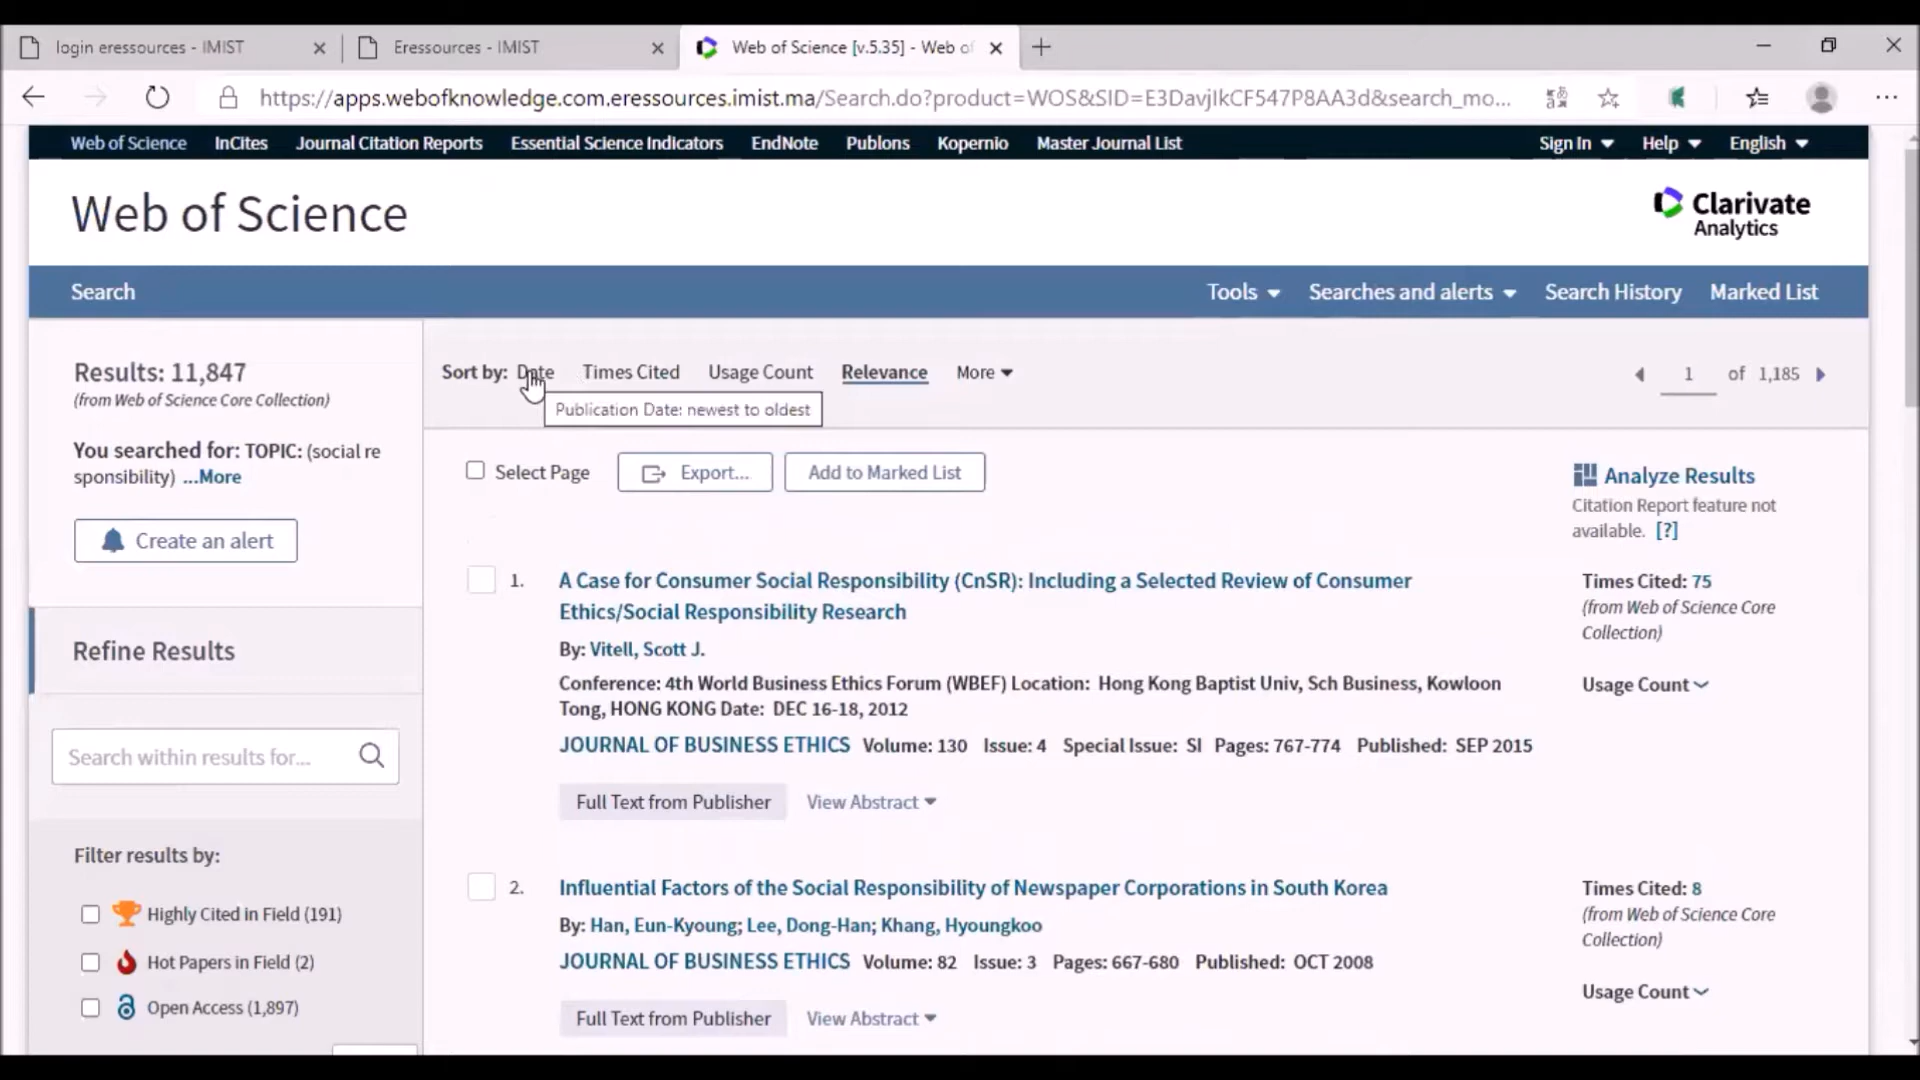 login eressources - IMIST
Eressources - IMIST
Web of Science [v.5.35] - Web of
https://apps.webofknowledge.com.eressources.imist.ma/Search.do?product=WOS&SID=E3DavjIkCF547P8AA3d&search_mo...
Web of Science InCites Journal Citation Reports Essential Science Indicators EndNote Publons Kopernio Master Journal List Sign In Help English
Web of Science
Clarivate
Analytics
Search Tools Searches and alerts Search History Marked List
Results: 11,847
(from Web of Science Core Collection)
You searched for: TOPIC: (social re
sponsibility) ...More
Create an alert
Refine Results
Search within results for...
Filter results by:
Highly Cited in Field (191)
Hot Papers in Field (2)
Open Access (1,897)
Sort by: Date Times Cited Usage Count Relevance More
1 of 1,185
Publication Date: newest to oldest
Select Page Export... Add to Marked List
Analyze Results
Citation Report feature not
available. [?]
1. A Case for Consumer Social Responsibility (CnSR): Including a Selected Review of Consumer
Ethics/Social Responsibility Research
By: Vitell, Scott J.
Conference: 4th World Business Ethics Forum (WBEF) Location: Hong Kong Baptist Univ, Sch Business, Kowloon
Tong, HONG KONG Date: DEC 16-18, 2012
JOURNAL OF BUSINESS ETHICS Volume: 130 Issue: 4 Special Issue: SI Pages: 767-774 Published: SEP 2015
Full Text from Publisher View Abstract
Times Cited: 75
(from Web of Science Core
Collection)
Usage Count
2. Influential Factors of the Social Responsibility of Newspaper Corporations in South Korea
By: Han, Eun-Kyoung; Lee, Dong-Han; Khang, Hyoungkoo
JOURNAL OF BUSINESS ETHICS Volume: 82 Issue: 3 Pages: 667-680 Published: OCT 2008
Full Text from Publisher View Abstract
Times Cited: 8
(from Web of Science Core
Collection)
Usage Count